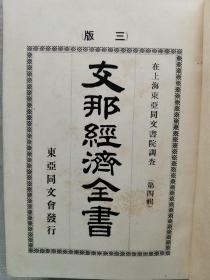 （三版）
在上海東亞同文書院調查
（第四輯）
支那經濟全書
東亞同文會發行